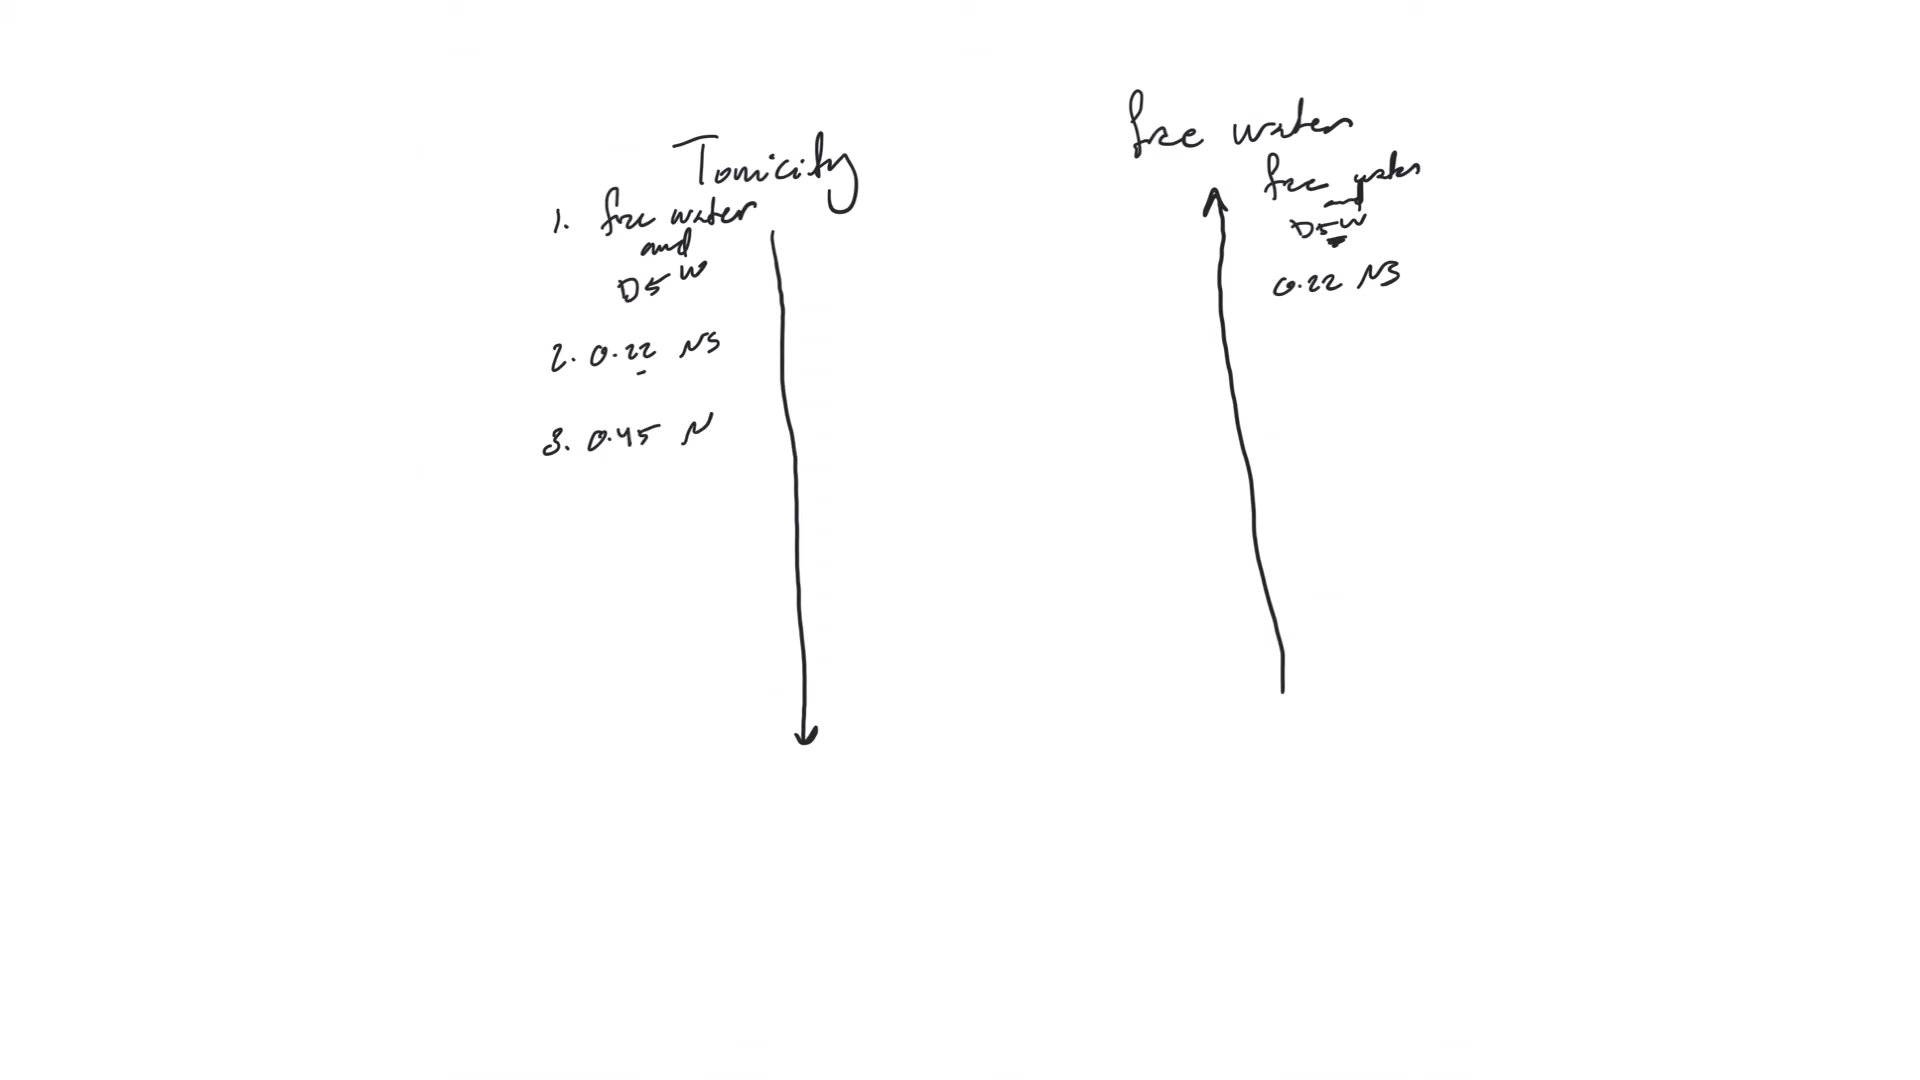 Tonicity
1. free water
and
D5W
2. 0.22 NS
3. 0.45 N
free water
free water
and
D5W
0.22 NS